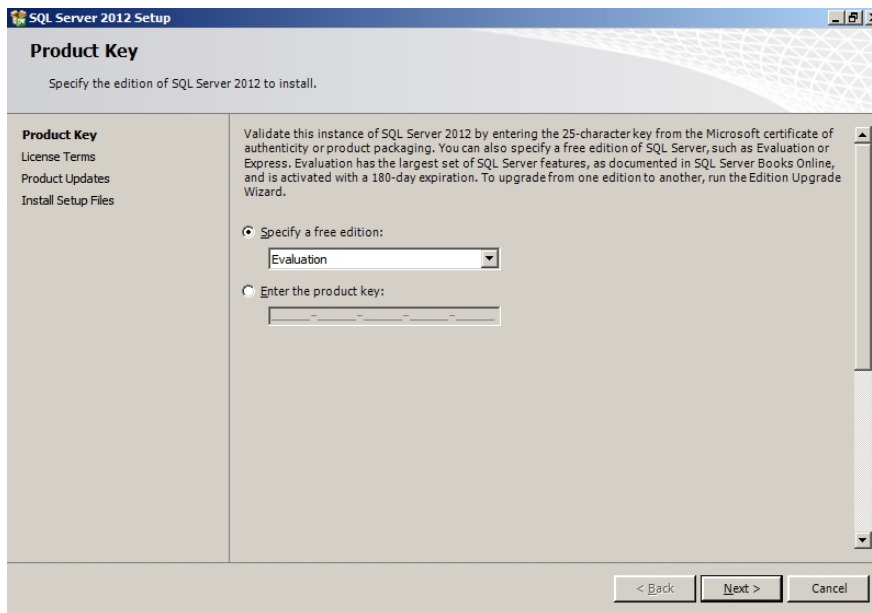 SQL Server 2012 Setup
Product Key
Specify the edition of SQL Server 2012 to install.
Product Key
License Terms
Product Updates
Install Setup Files
Validate this instance of SQL Server 2012 by entering the 25-character key from the Microsoft certificate of
authenticity or product packaging. You can also specify a free edition of SQL Server, such as Evaluation or
Express. Evaluation has the largest set of SQL Server features, as documented in SQL Server Books Online,
and is activated with a 180-day expiration. To upgrade from one edition to another, run the Edition Upgrade
Wizard.
Specify a free edition:
Evaluation
Enter the product key:
_____-_____-_____-_____-_____
< Back Next > Cancel